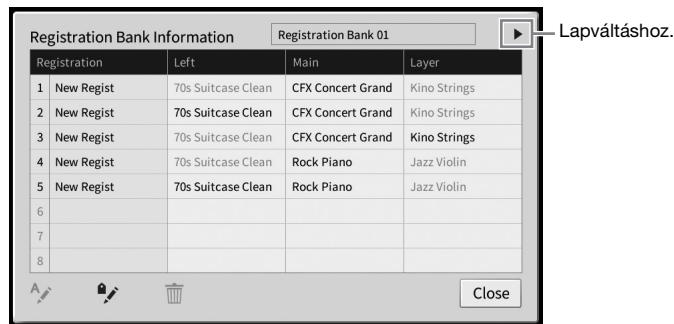 Registration Bank Information Registration Bank 01 Lapváltáshoz.
Registration Left Main Layer
1 New Regist 70s Suitcase Clean CFX Concert Grand Kino Strings
2 New Regist 70s Suitcase Clean CFX Concert Grand Kino Strings
3 New Regist 70s Suitcase Clean CFX Concert Grand Kino Strings
4 New Regist 70s Suitcase Clean Rock Piano Jazz Violin
5 New Regist 70s Suitcase Clean Rock Piano Jazz Violin
6
7
8
A Close